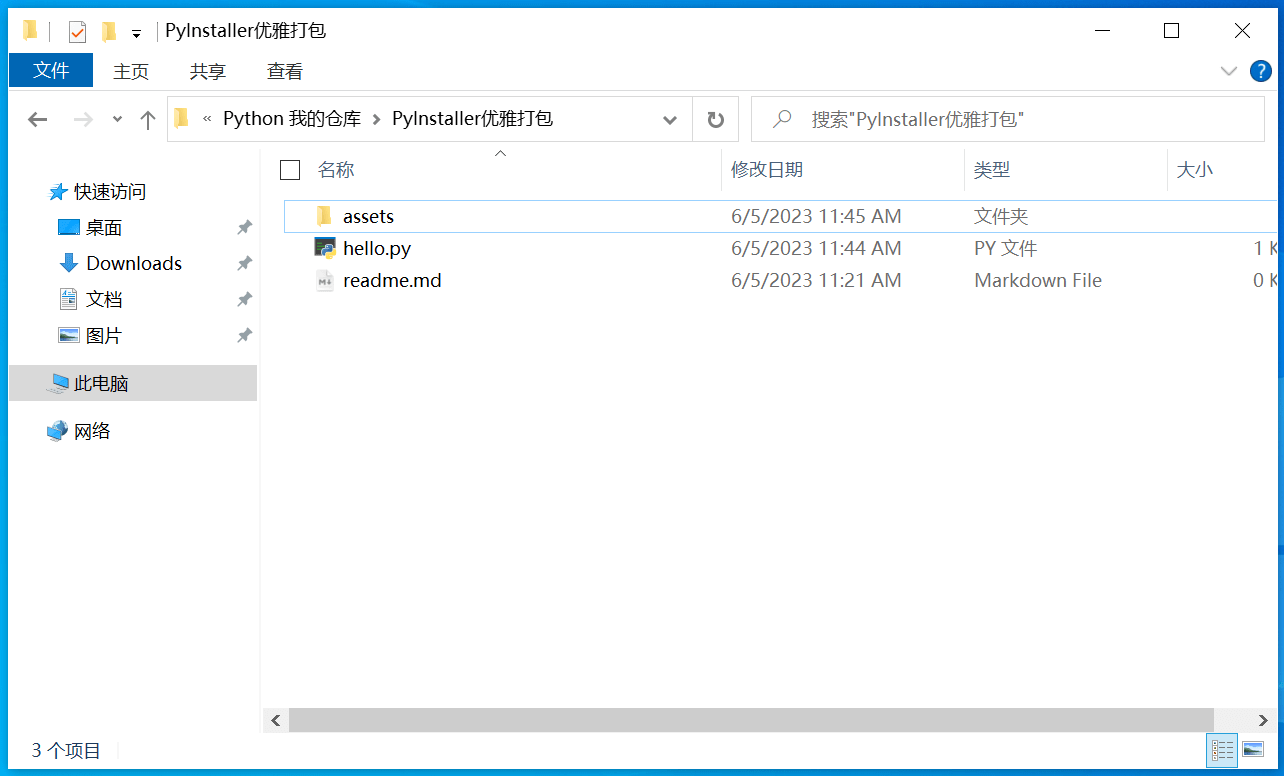 PyInstaller优雅打包
文件 主页 共享 查看
« Python 我的仓库 > PyInstaller优雅打包 搜索"PyInstaller优雅打包"
名称 修改日期 类型 大小
快速访问
桌面
Downloads
文档
图片
此电脑
网络
assets 6/5/2023 11:45 AM 文件夹
hello.py 6/5/2023 11:44 AM PY 文件 1 K
readme.md 6/5/2023 11:21 AM Markdown File 0 K
3 个项目